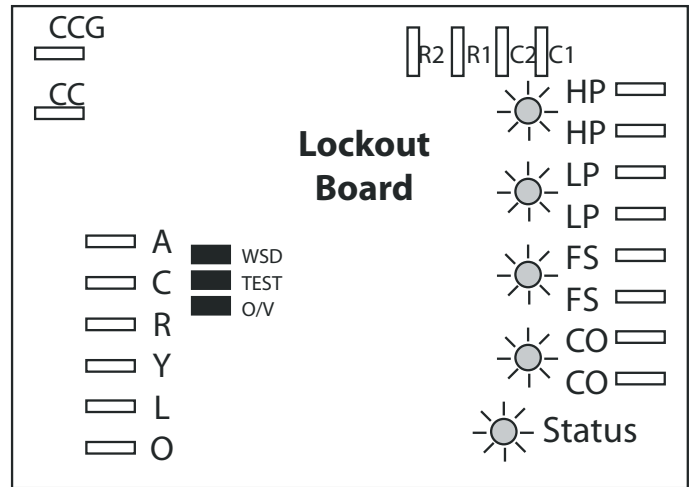 CCG
CC
R2 R1 C2 C1
HP
HP
LP
LP
FS
FS
CO
CO
Status
Lockout
Board
A
C
R
Y
L
O
WSD
TEST
O/V